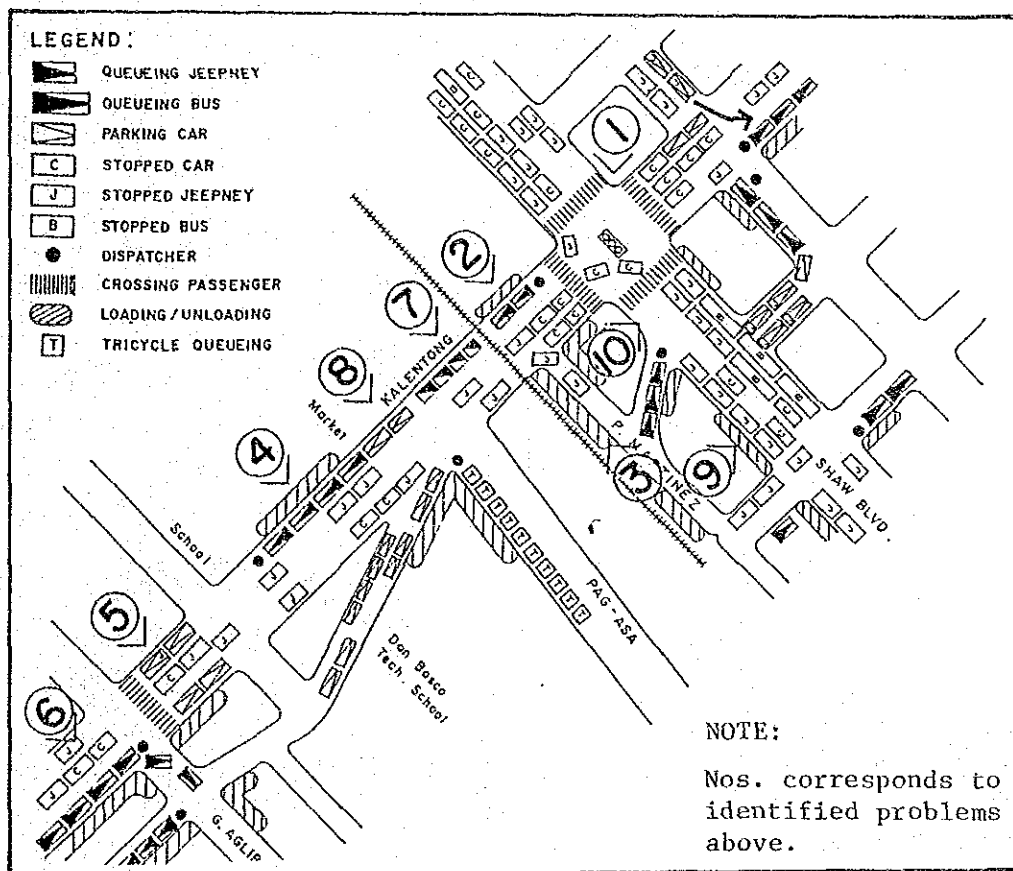 LEGEND:
QUEUEING JEEPNEY
QUEUEING BUS
PARKING CAR
C STOPPED CAR
J STOPPED JEEPNEY
B STOPPED BUS
DISPATCHER
CROSSING PASSENGER
LOADING/UNLOADING
T TRICYCLE QUEUEING
1
2
7
KALENTONG
8
Market
4
10
P. MARTINEZ
3
9
SHAW BLVD.
School
PAG-ASA
5
Don Bosco
Tech. School
6
G. AGLIP
NOTE:
Nos. corresponds to
identified problems
above.